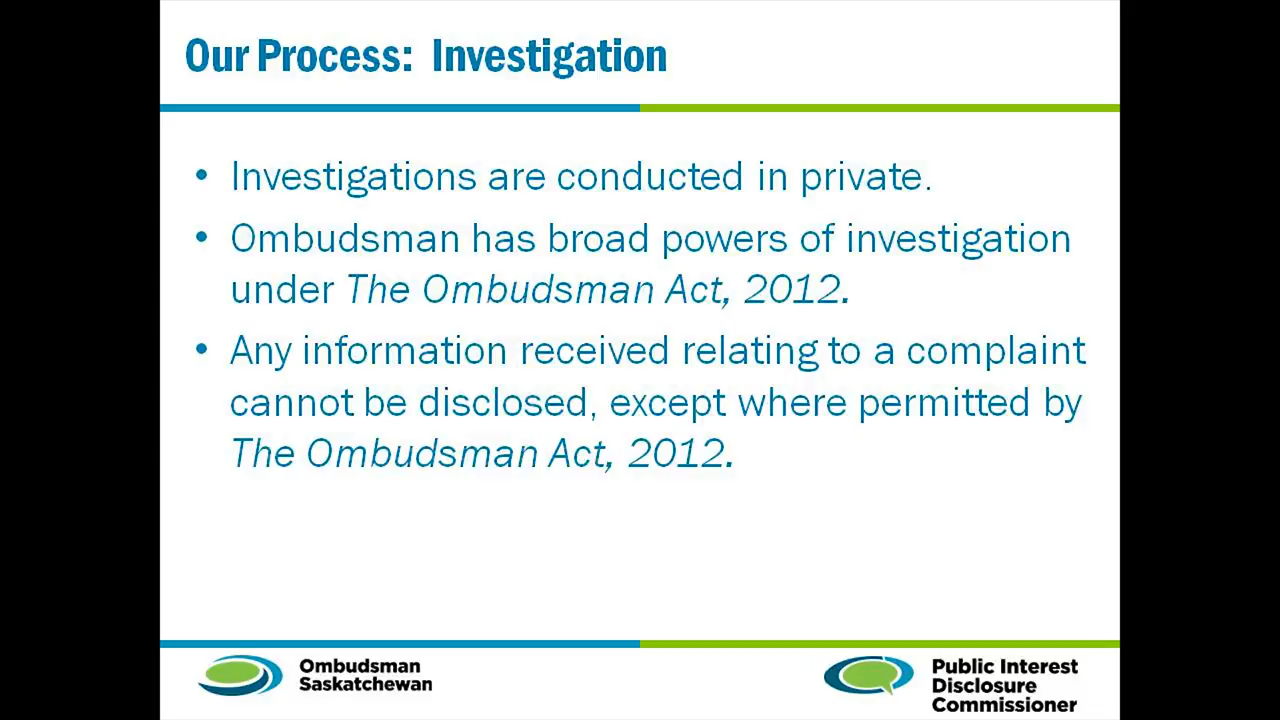 Our Process:  Investigation
• Investigations are conducted in private.
• Ombudsman has broad powers of investigation
under The Ombudsman Act, 2012.
• Any information received relating to a complaint
cannot be disclosed, except where permitted by
The Ombudsman Act, 2012.
Ombudsman
Saskatchewan
Public Interest
Disclosure
Commissioner